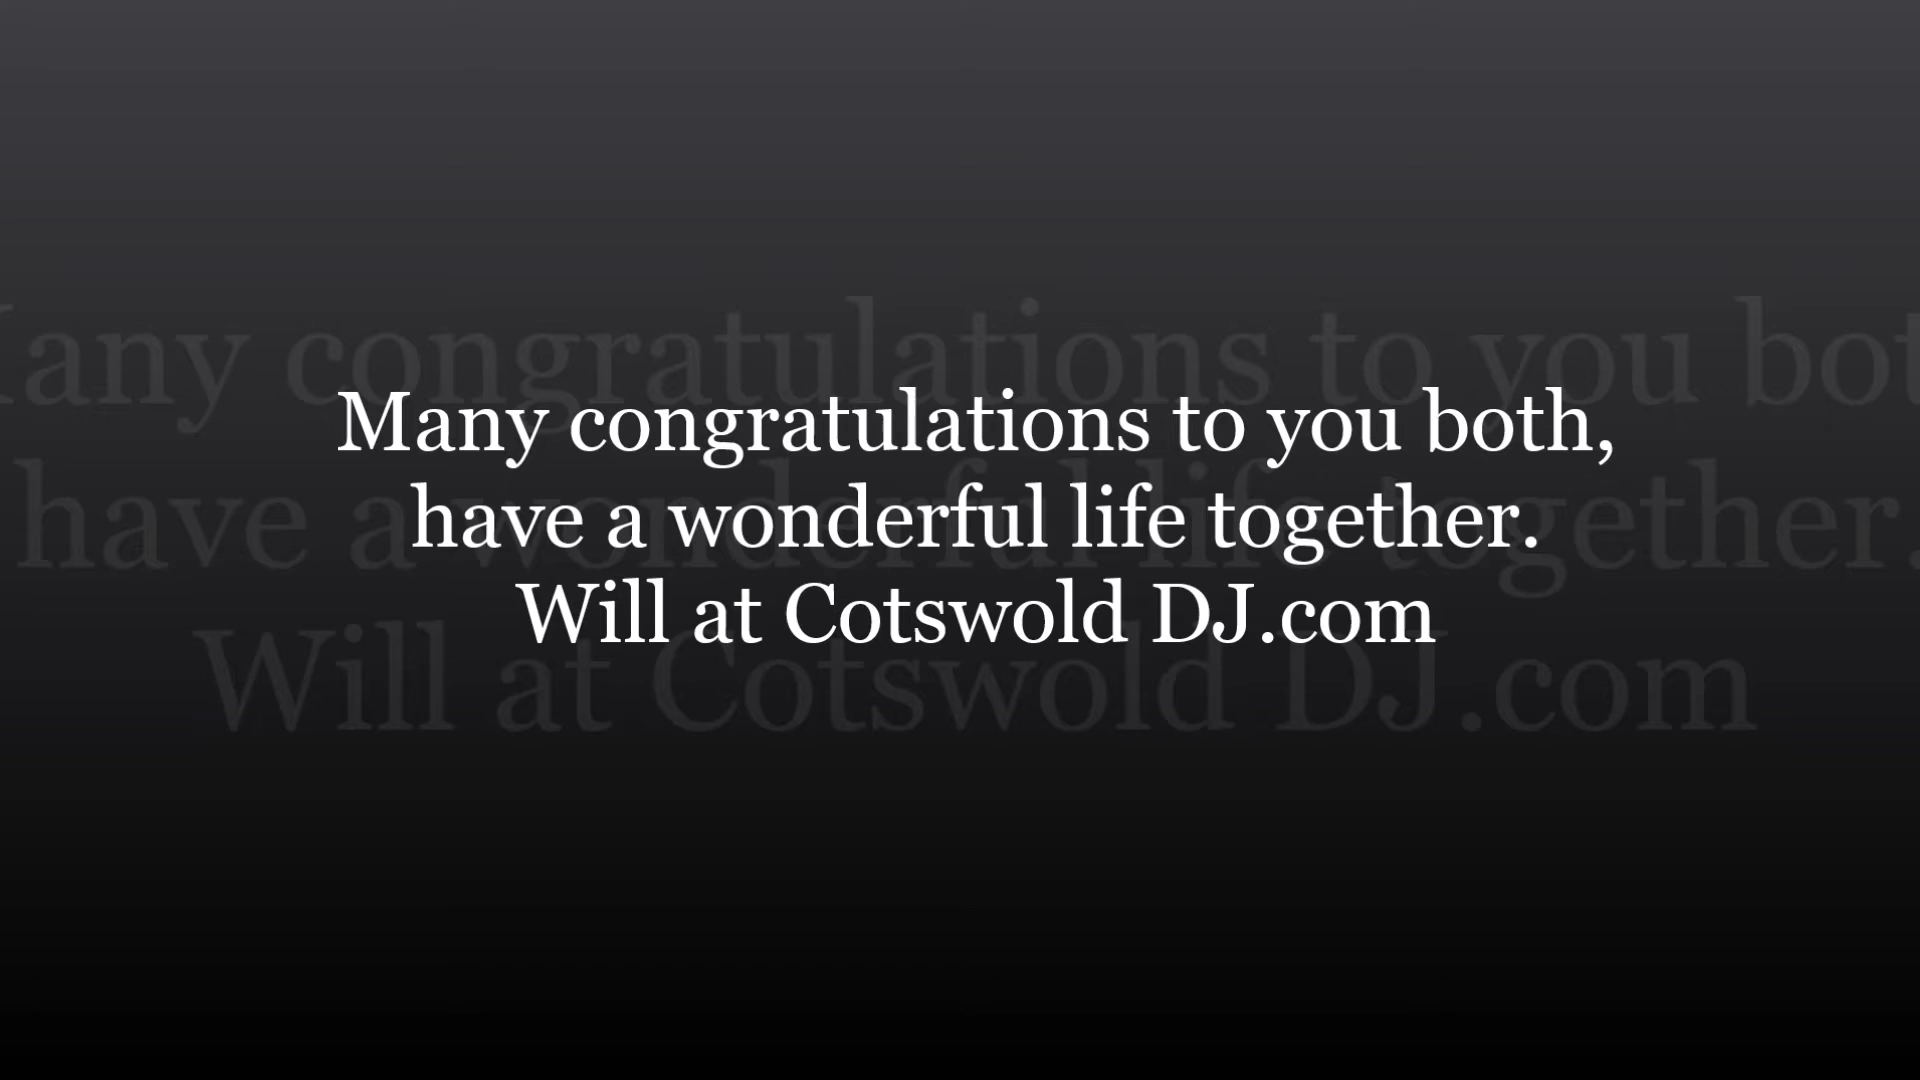 Many congratulations to you both,
have a wonderful life together.
Will at Cotswold DJ.com